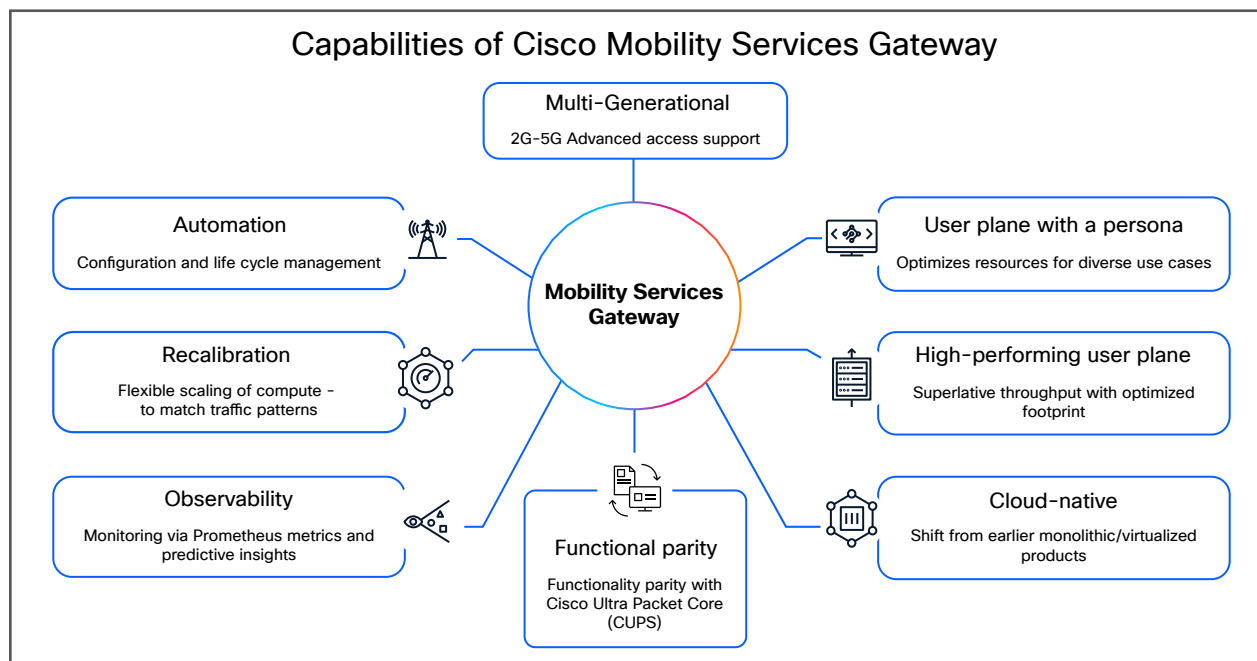 Capabilities of Cisco Mobility Services Gateway
Multi-Generational
2G-5G Advanced access support
Automation
Configuration and life cycle management
User plane with a persona
Optimizes resources for diverse use cases
Mobility Services
Gateway
Recalibration
Flexible scaling of compute -
to match traffic patterns
High-performing user plane
Superlative throughput with optimized
footprint
Observability
Monitoring via Prometheus metrics and
predictive insights
Functional parity
Functionality parity with
Cisco Ultra Packet Core
(CUPS)
Cloud-native
Shift from earlier monolithic/virtualized
products